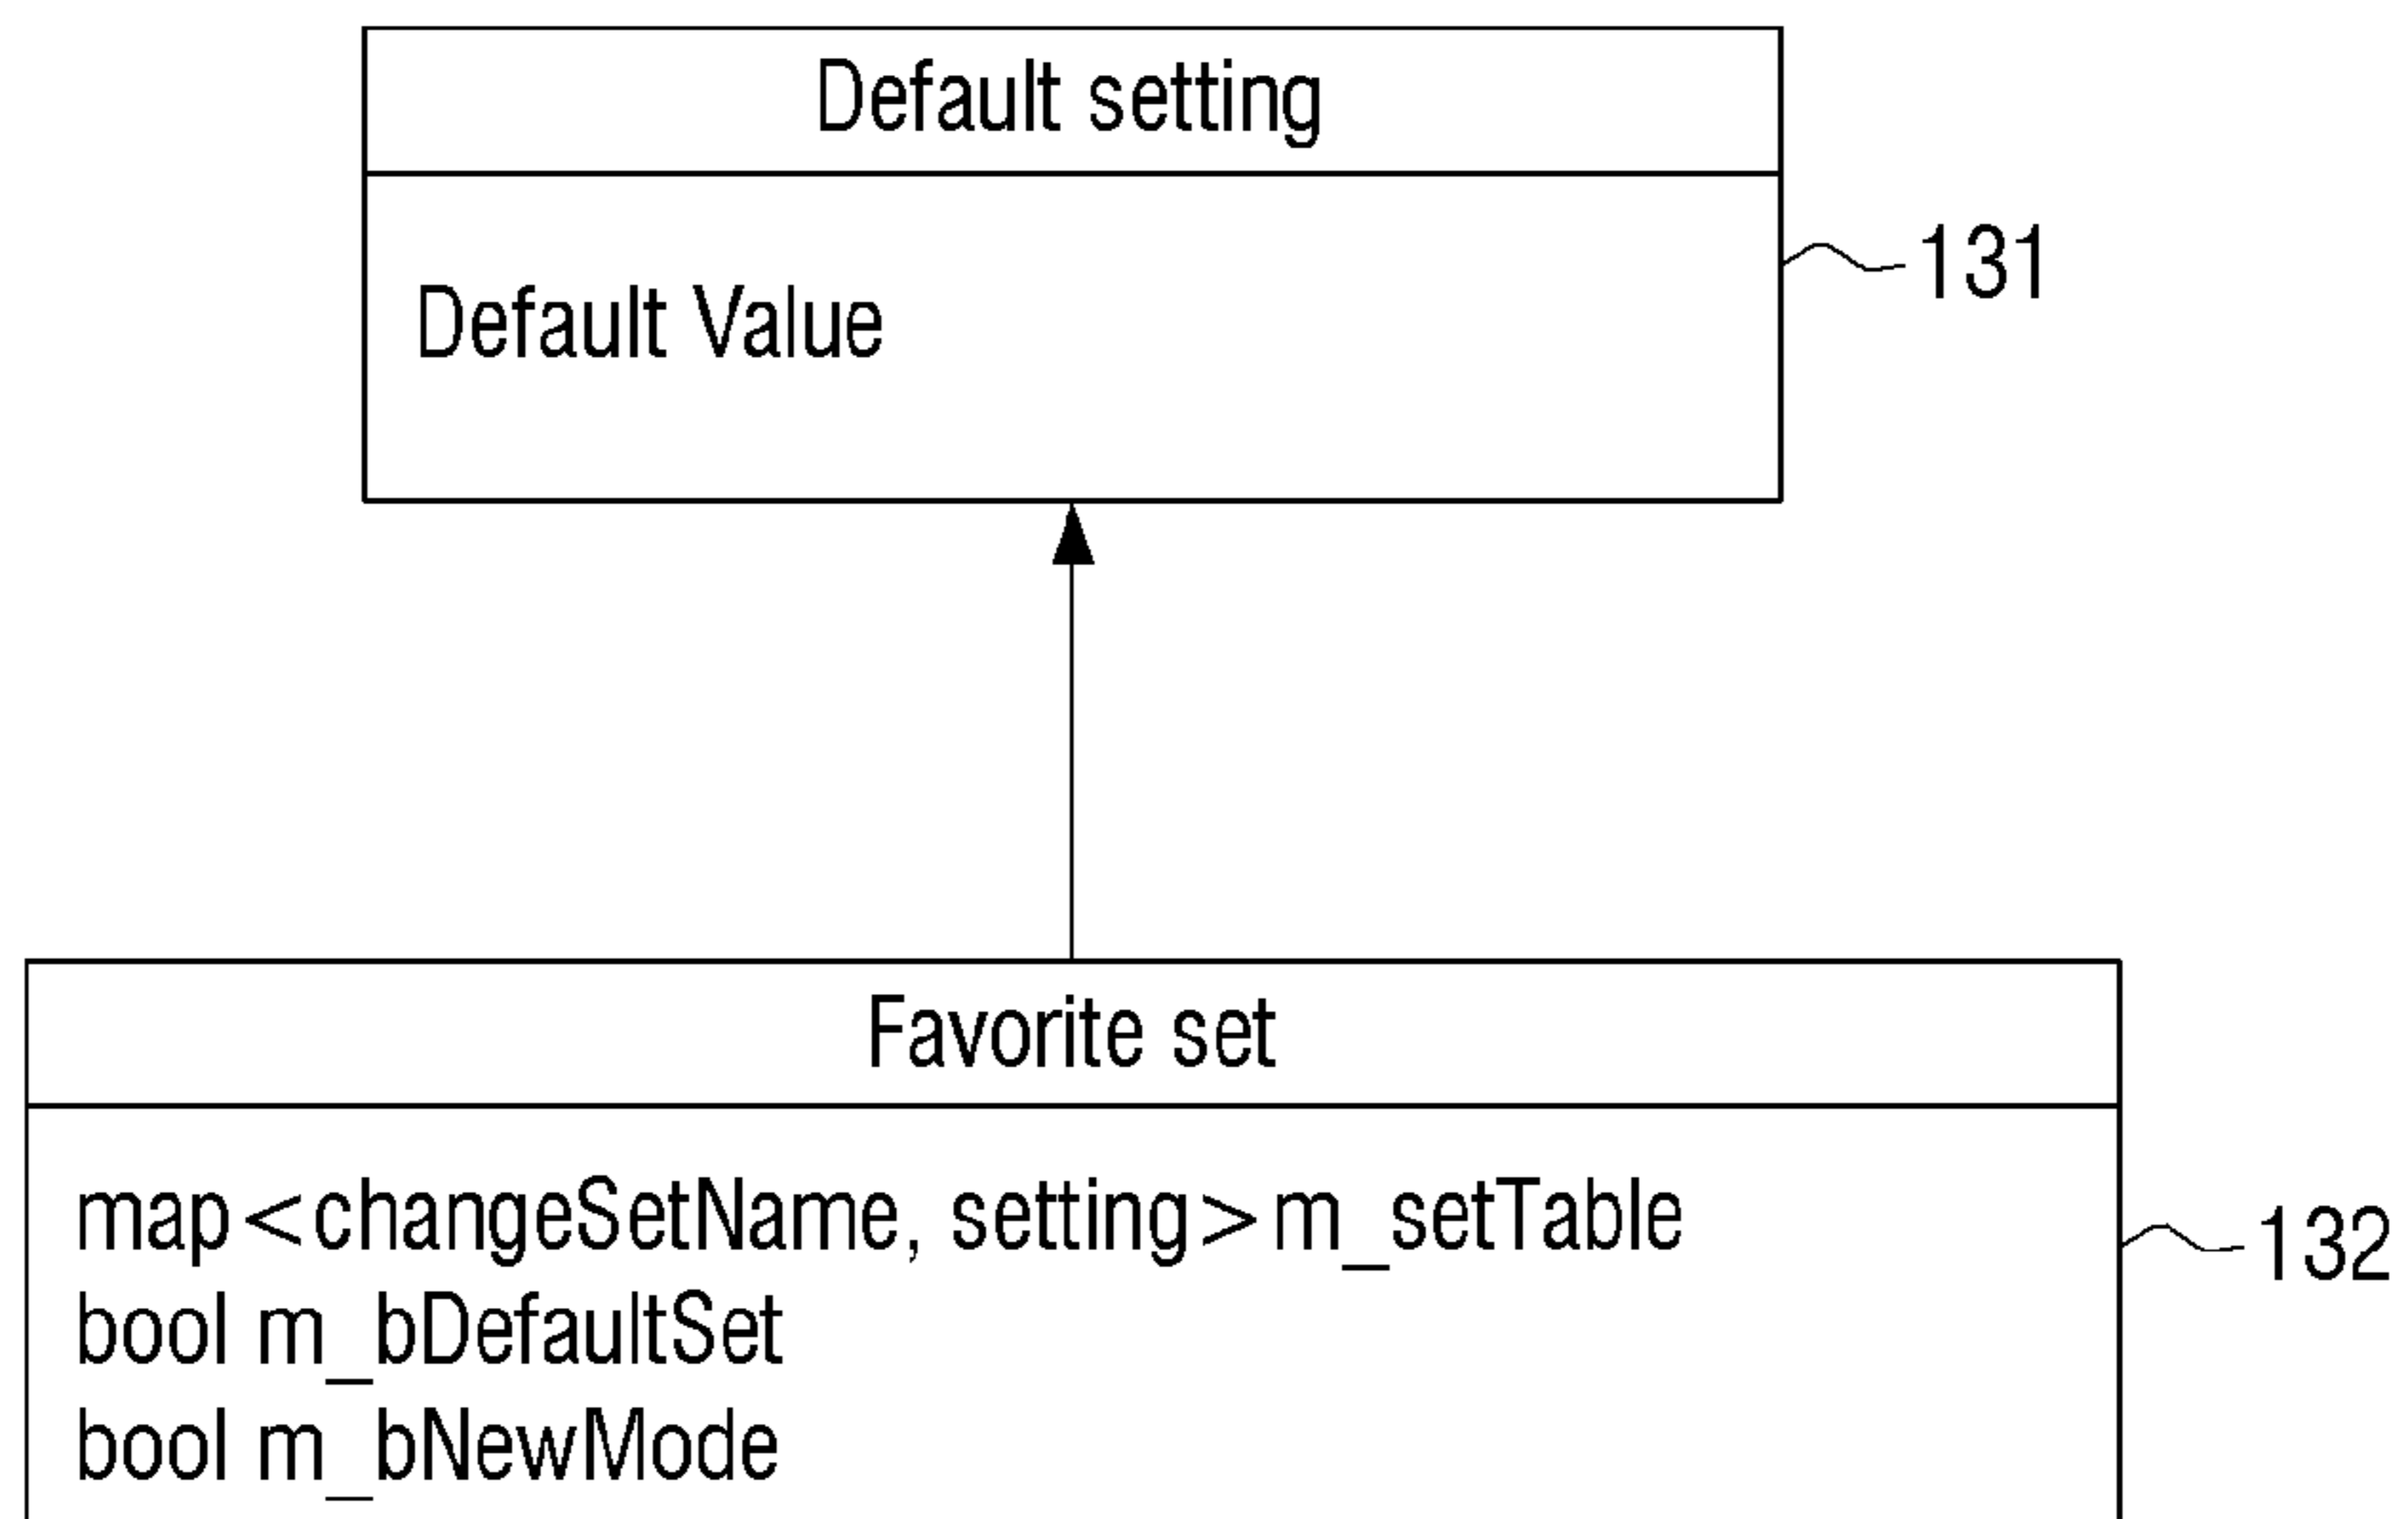 Default setting
Default Value
131
Favorite set
map<changeSetName, setting>m_setTable
132
bool m_bDefaultSet
bool m_bNewMode